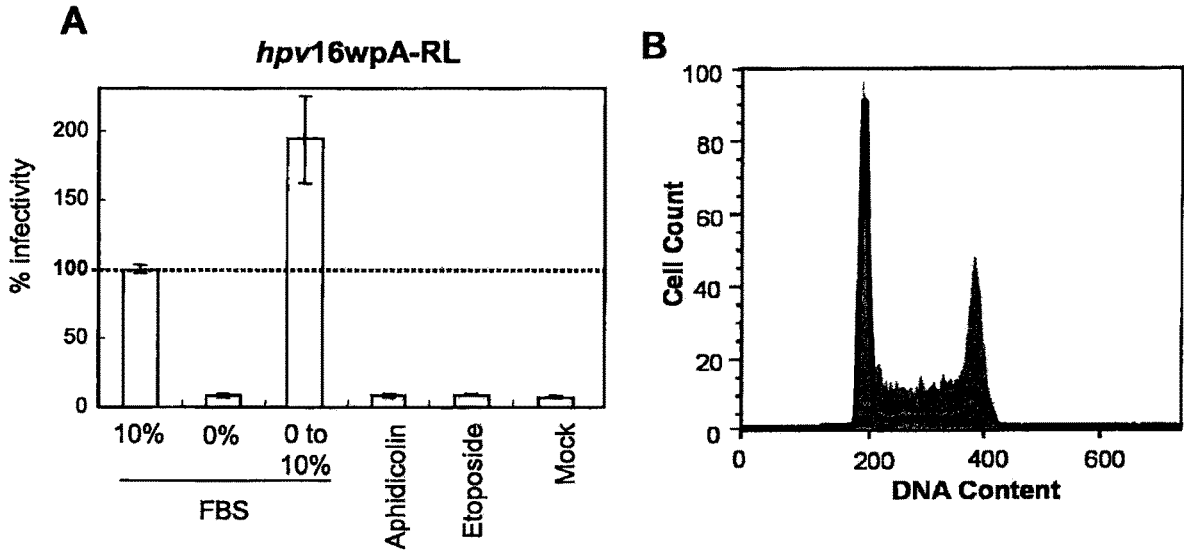 A
hpv16wpA-RL
% infectivity
200
150
100
50
0
10%
0%
0 to
10%
FBS
Aphidicolin
Etoposide
Mock
B
Cell Count
100
80
60
40
20
0
0
200
400
600
DNA Content